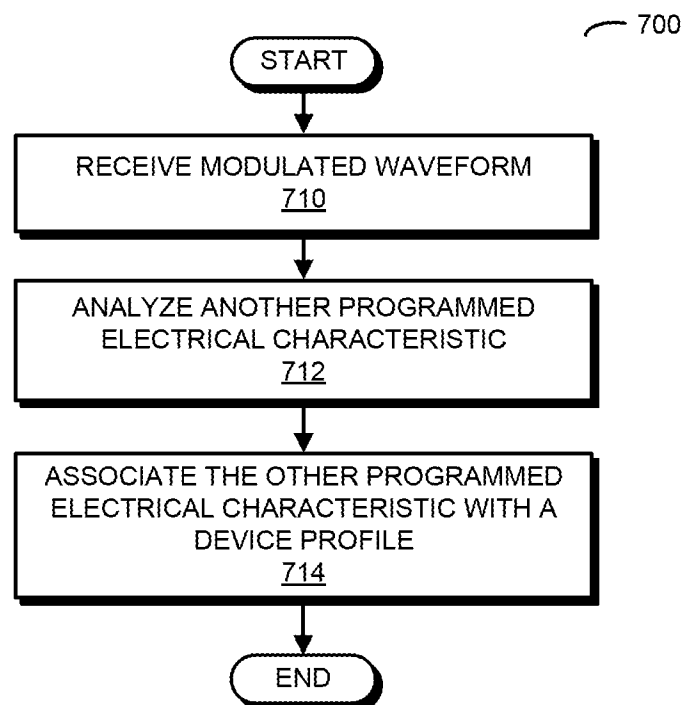 700
START
RECEIVE MODULATED WAVEFORM
710
ANALYZE ANOTHER PROGRAMMED
ELECTRICAL CHARACTERISTIC
712
ASSOCIATE THE OTHER PROGRAMMED
ELECTRICAL CHARACTERISTIC WITH A
DEVICE PROFILE
714
END